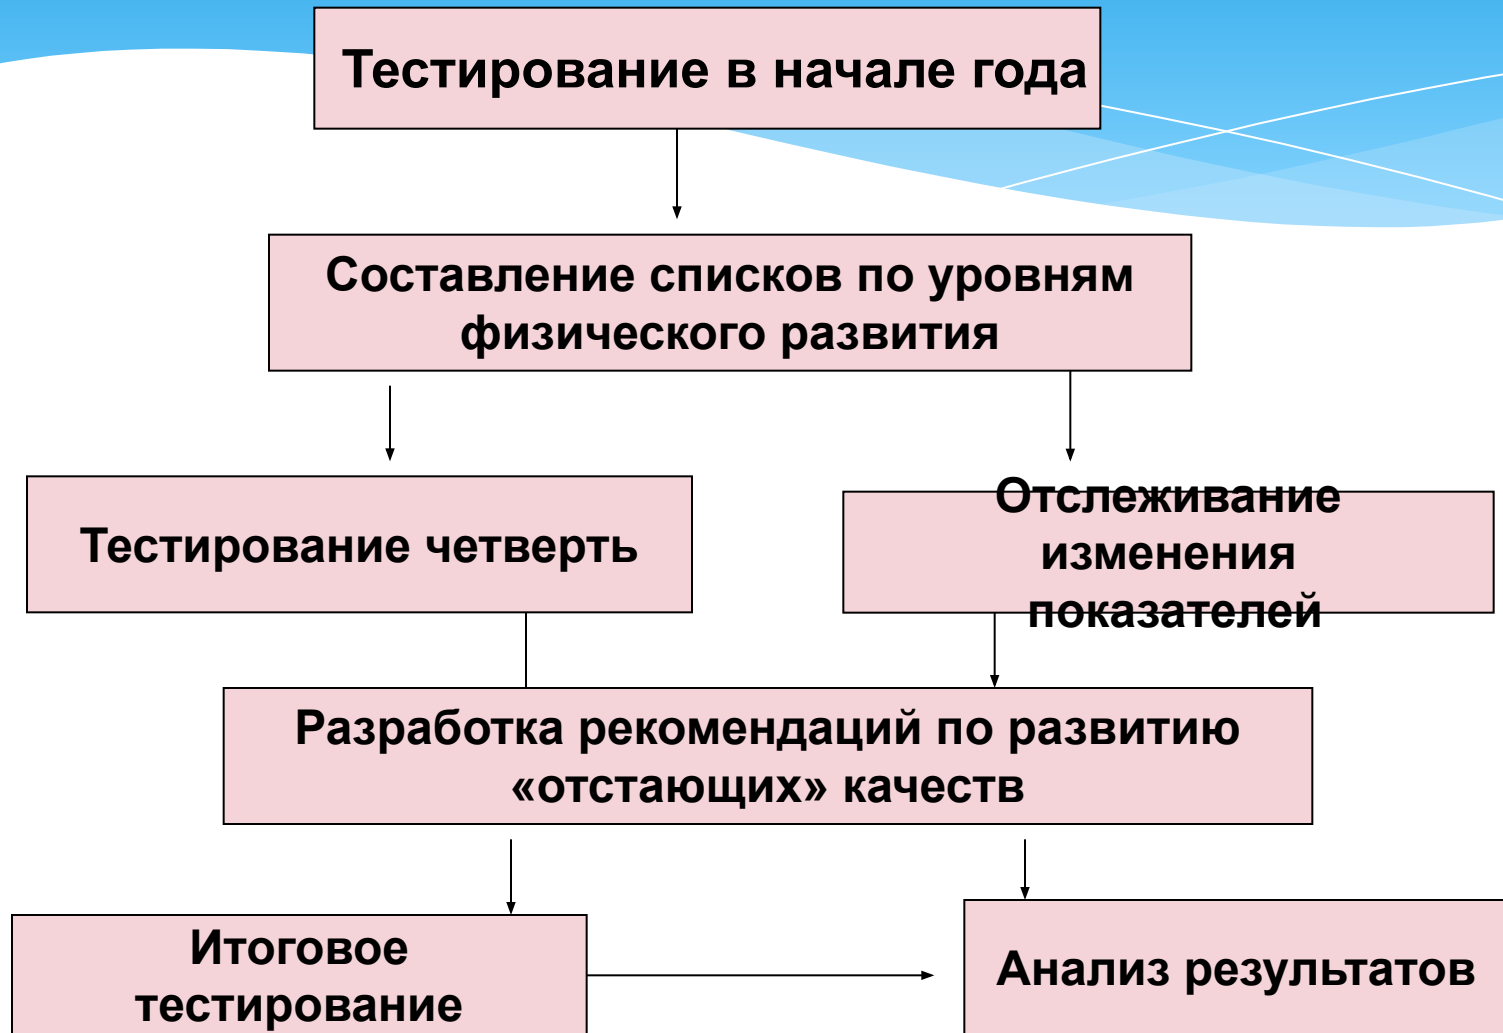 Тестирование в начале года
Составление списков по уровням
физического развития
Тестирование четверть
Отслеживание
изменения
показателей
Разработка рекомендаций по развитию
«отстающих» качеств
Итоговое
тестирование
Анализ результатов